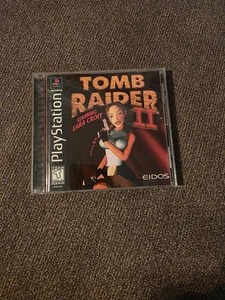 PlayStation
TOMB
RAIDER
II
STARRING
LARA CROFT
EIDOS